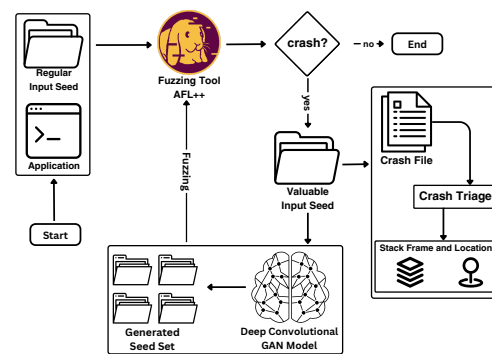 Regular
Input Seed
>_
Application
Start
Fuzzing Tool
AFL++
crash?
no
End
yes
Fuzzing
Valuable
Input Seed
Crash File
Crash Triage
Stack Frame and Location
Generated
Seed Set
Deep Convolutional
GAN Model